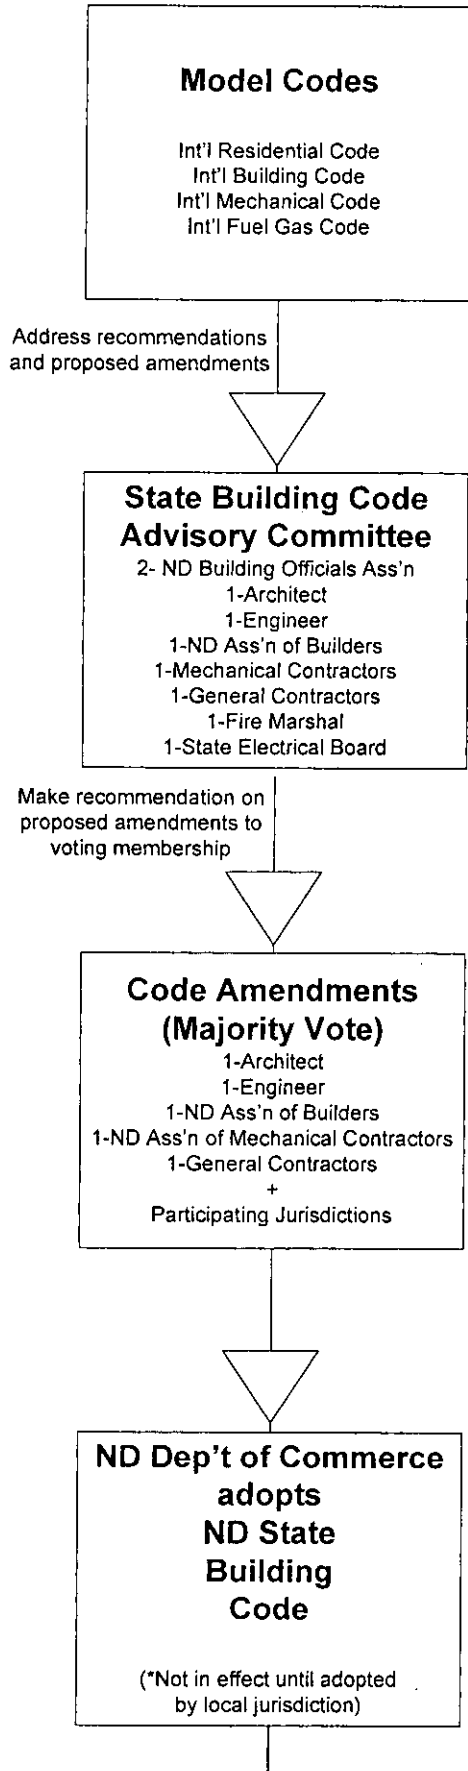 Model Codes
Int'l Residential Code
Int'l Building Code
Int'l Mechanical Code
Int'l Fuel Gas Code
Address recommendations
and proposed amendments
State Building Code
Advisory Committee
2- ND Building Officials Ass'n
1-Architect
1-Engineer
1-ND Ass'n of Builders
1-Mechanical Contractors
1-General Contractors
1-Fire Marshal
1-State Electrical Board
Make recommendation on
proposed amendments to
voting membership
Code Amendments
(Majority Vote)
1-Architect
1-Engineer
1-ND Ass'n of Builders
1-ND Ass'n of Mechanical Contractors
1-General Contractors
+
Participating Jurisdictions
ND Dep't of Commerce
adopts
ND State
Building
Code
(*Not in effect until adopted
by local jurisdiction)